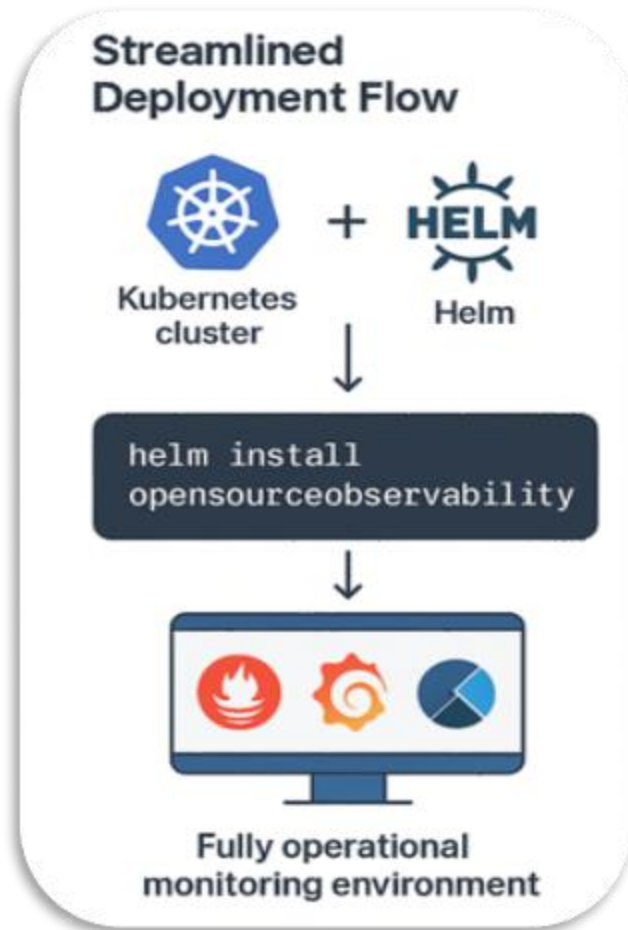 Streamlined
Deployment Flow
+
HELM
Kubernetes
cluster
Helm
helm install
opensourceobservability
Fully operational
monitoring environment